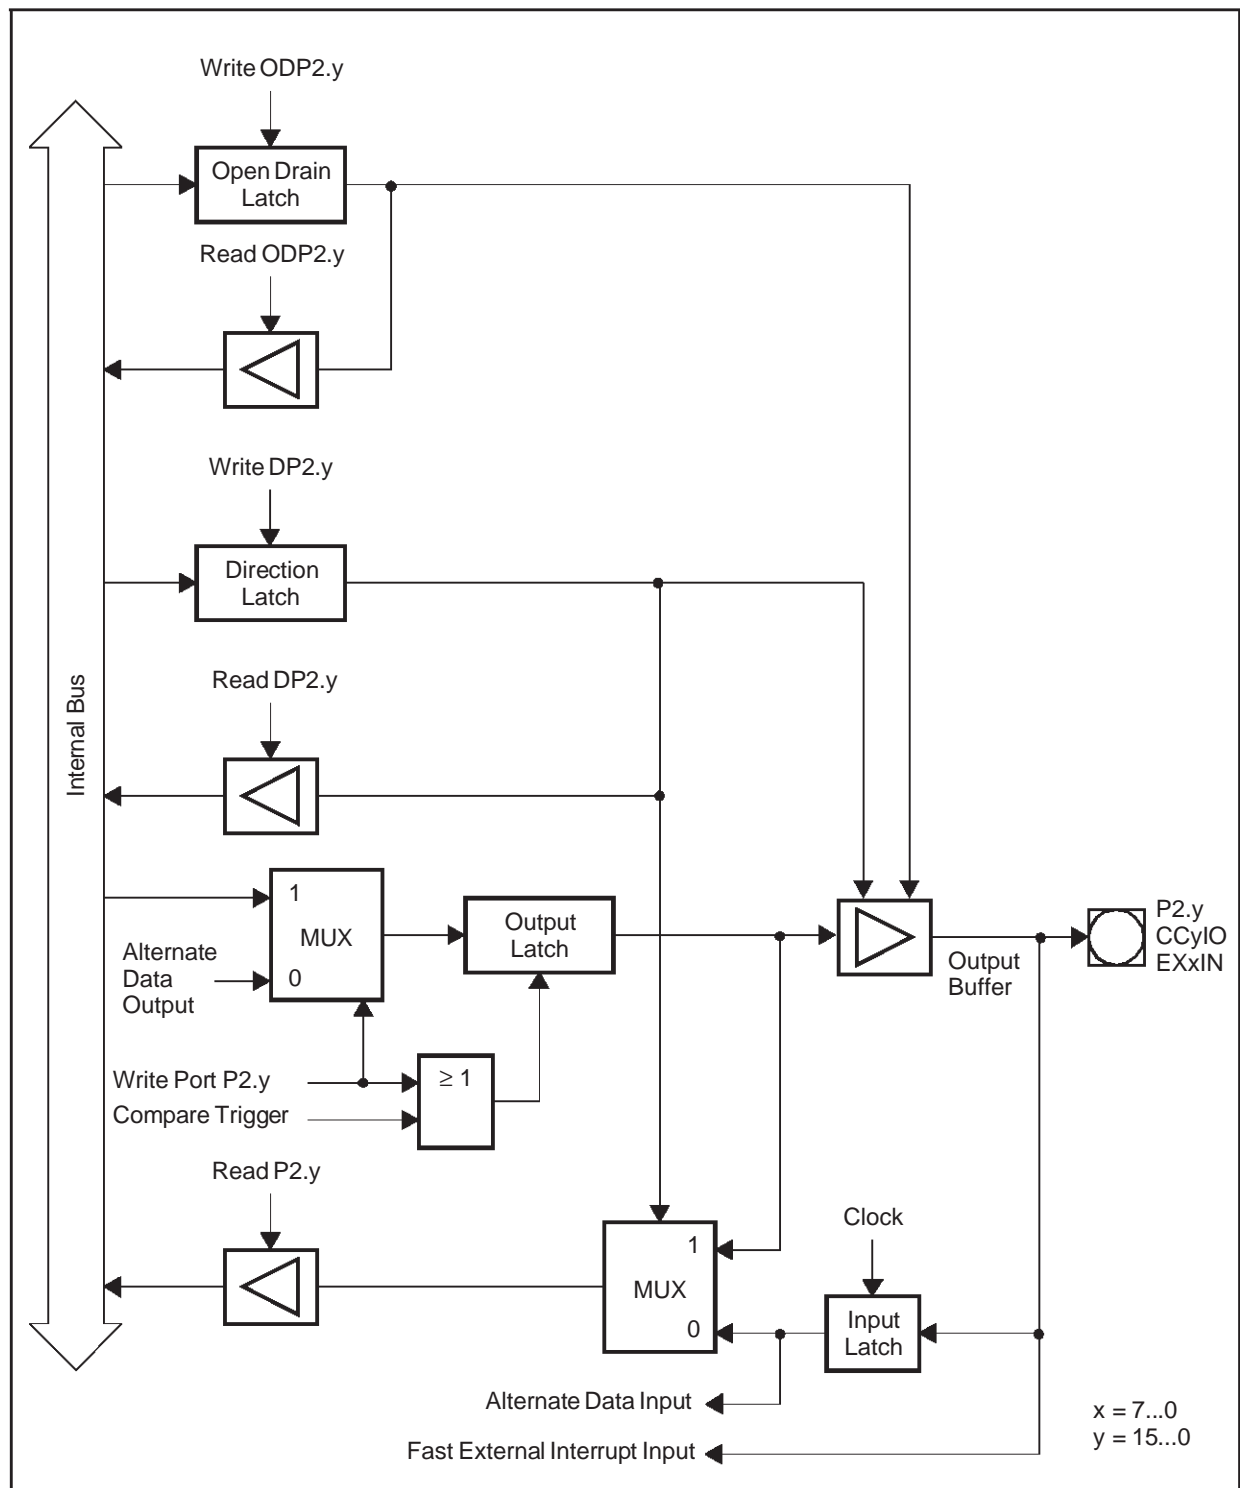 Write ODP2.y
Open Drain
Latch
Read ODP2.y
Write DP2.y
Direction
Latch
Read DP2.y
Internal Bus
1
MUX
0
Alternate
Data
Output
Output
Latch
Output
Buffer
P2.y
CCyIO
EXxIN
Write Port P2.y
Compare Trigger
≥ 1
Read P2.y
1
MUX
0
Clock
Input
Latch
Alternate Data Input
Fast External Interrupt Input
x = 7...0
y = 15...0